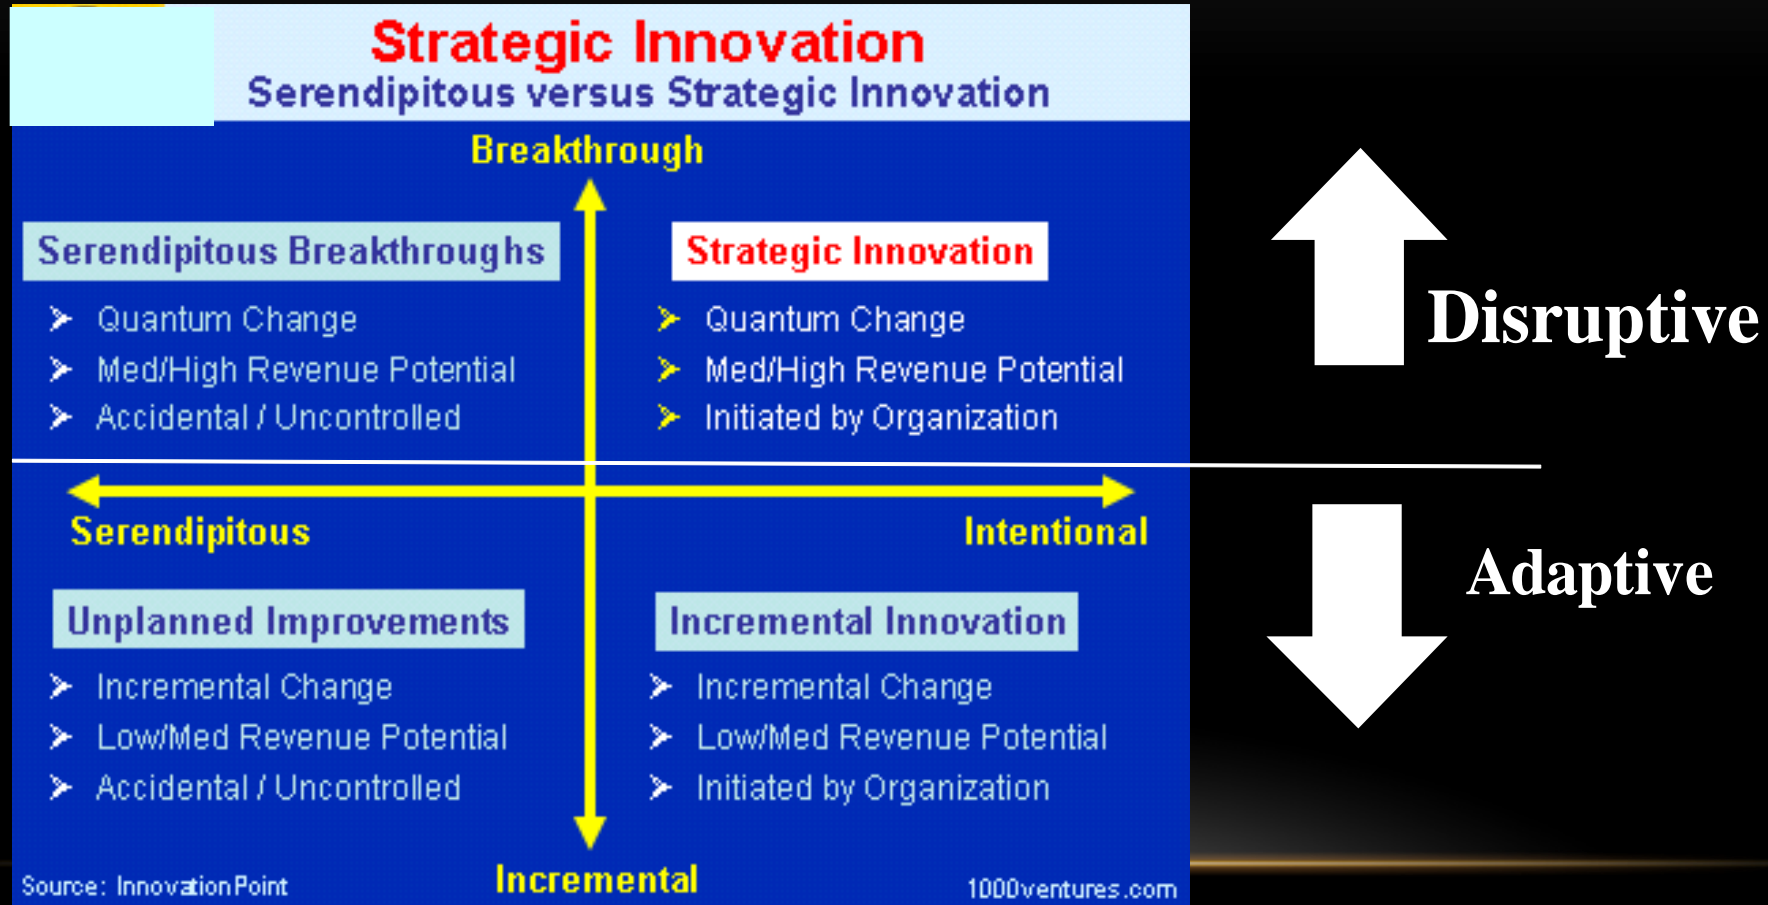 Strategic Innovation
Serendipitous versus Strategic Innovation
Breakthrough
Serendipitous Breakthroughs
Quantum Change
Med/High Revenue Potential
Accidental / Uncontrolled
Strategic Innovation
Quantum Change
Med/High Revenue Potential
Initiated by Organization
Disruptive
Serendipitous
Intentional
Adaptive
Unplanned Improvements
Incremental Change
Low/Med Revenue Potential
Accidental / Uncontrolled
Incremental Innovation
Incremental Change
Low/Med Revenue Potential
Initiated by Organization
Incremental
Source: InnovationPoint
1000ventures.com